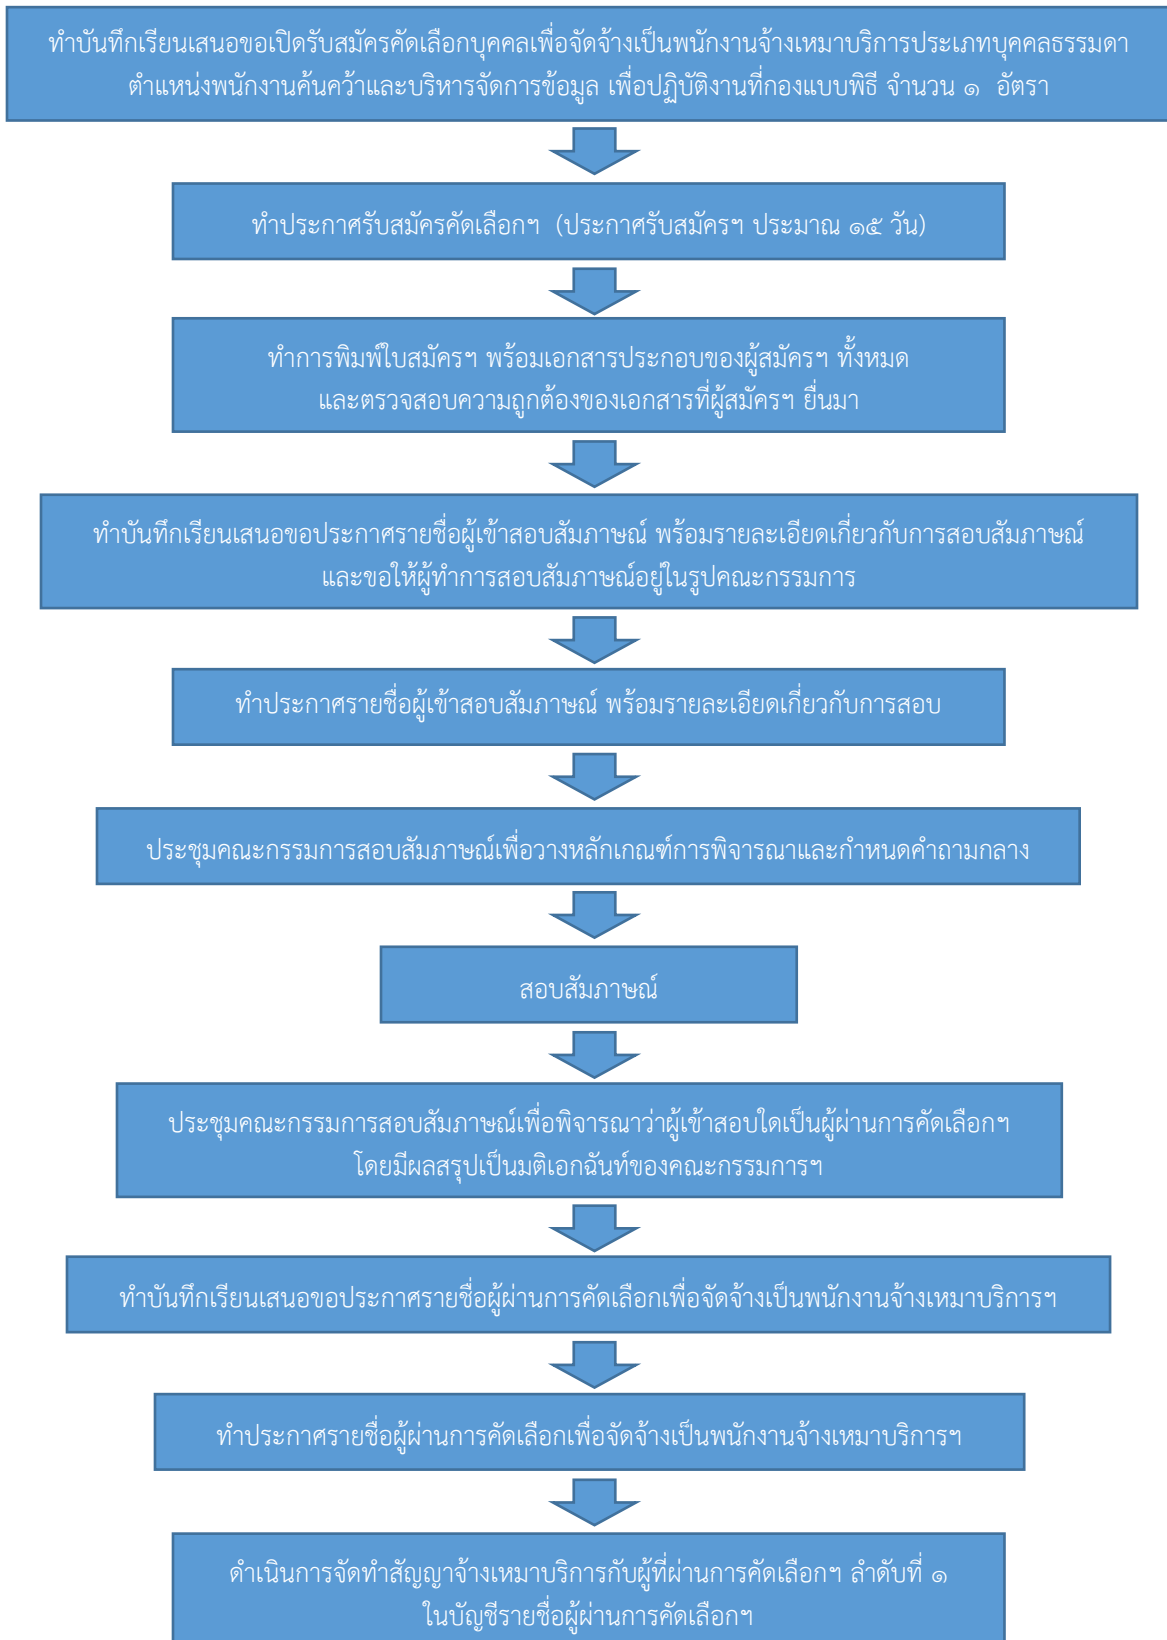 ทำบันทึกเรียนเสนอขอเปิดรับสมัครคัดเลือกบุคคลเพื่อจัดจ้างเป็นพนักงานจ้างเหมาบริการประเภทบุคคลธรรมดา
ตำแหน่งพนักงานค้นคว้าและบริหารจัดการข้อมูล เพื่อปฏิบัติงานที่กองแบบพิธี จำนวน ๑ อัตรา
ทำประกาศรับสมัครคัดเลือกฯ (ประกาศรับสมัครฯ ประมาณ ๑๕ วัน)
ทำการพิมพ์ใบสมัครฯ พร้อมเอกสารประกอบของผู้สมัครฯ ทั้งหมด
และตรวจสอบความถูกต้องของเอกสารที่ผู้สมัครฯ ยื่นมา
ทำบันทึกเรียนเสนอขอประกาศรายชื่อผู้เข้าสอบสัมภาษณ์ พร้อมรายละเอียดเกี่ยวกับการสอบสัมภาษณ์
และขอให้ผู้ทำการสอบสัมภาษณ์อยู่ในรูปคณะกรรมการ
ทำประกาศรายชื่อผู้เข้าสอบสัมภาษณ์ พร้อมรายละเอียดเกี่ยวกับการสอบ
ประชุมคณะกรรมการสอบสัมภาษณ์เพื่อวางหลักเกณฑ์การพิจารณาและกำหนดคำถามกลาง
สอบสัมภาษณ์
ประชุมคณะกรรมการสอบสัมภาษณ์เพื่อพิจารณาว่าผู้เข้าสอบใดเป็นผู้ผ่านการคัดเลือกฯ
โดยมีผลสรุปเป็นมติเอกฉันท์ของคณะกรรมการฯ
ทำบันทึกเรียนเสนอขอประกาศรายชื่อผู้ผ่านการคัดเลือกเพื่อจัดจ้างเป็นพนักงานจ้างเหมาบริการฯ
ทำประกาศรายชื่อผู้ผ่านการคัดเลือกเพื่อจัดจ้างเป็นพนักงานจ้างเหมาบริการฯ
ดำเนินการจัดทำสัญญาจ้างเหมาบริการกับผู้ที่ผ่านการคัดเลือกฯ ลำดับที่ ๑
ในบัญชีรายชื่อผู้ผ่านการคัดเลือกฯ